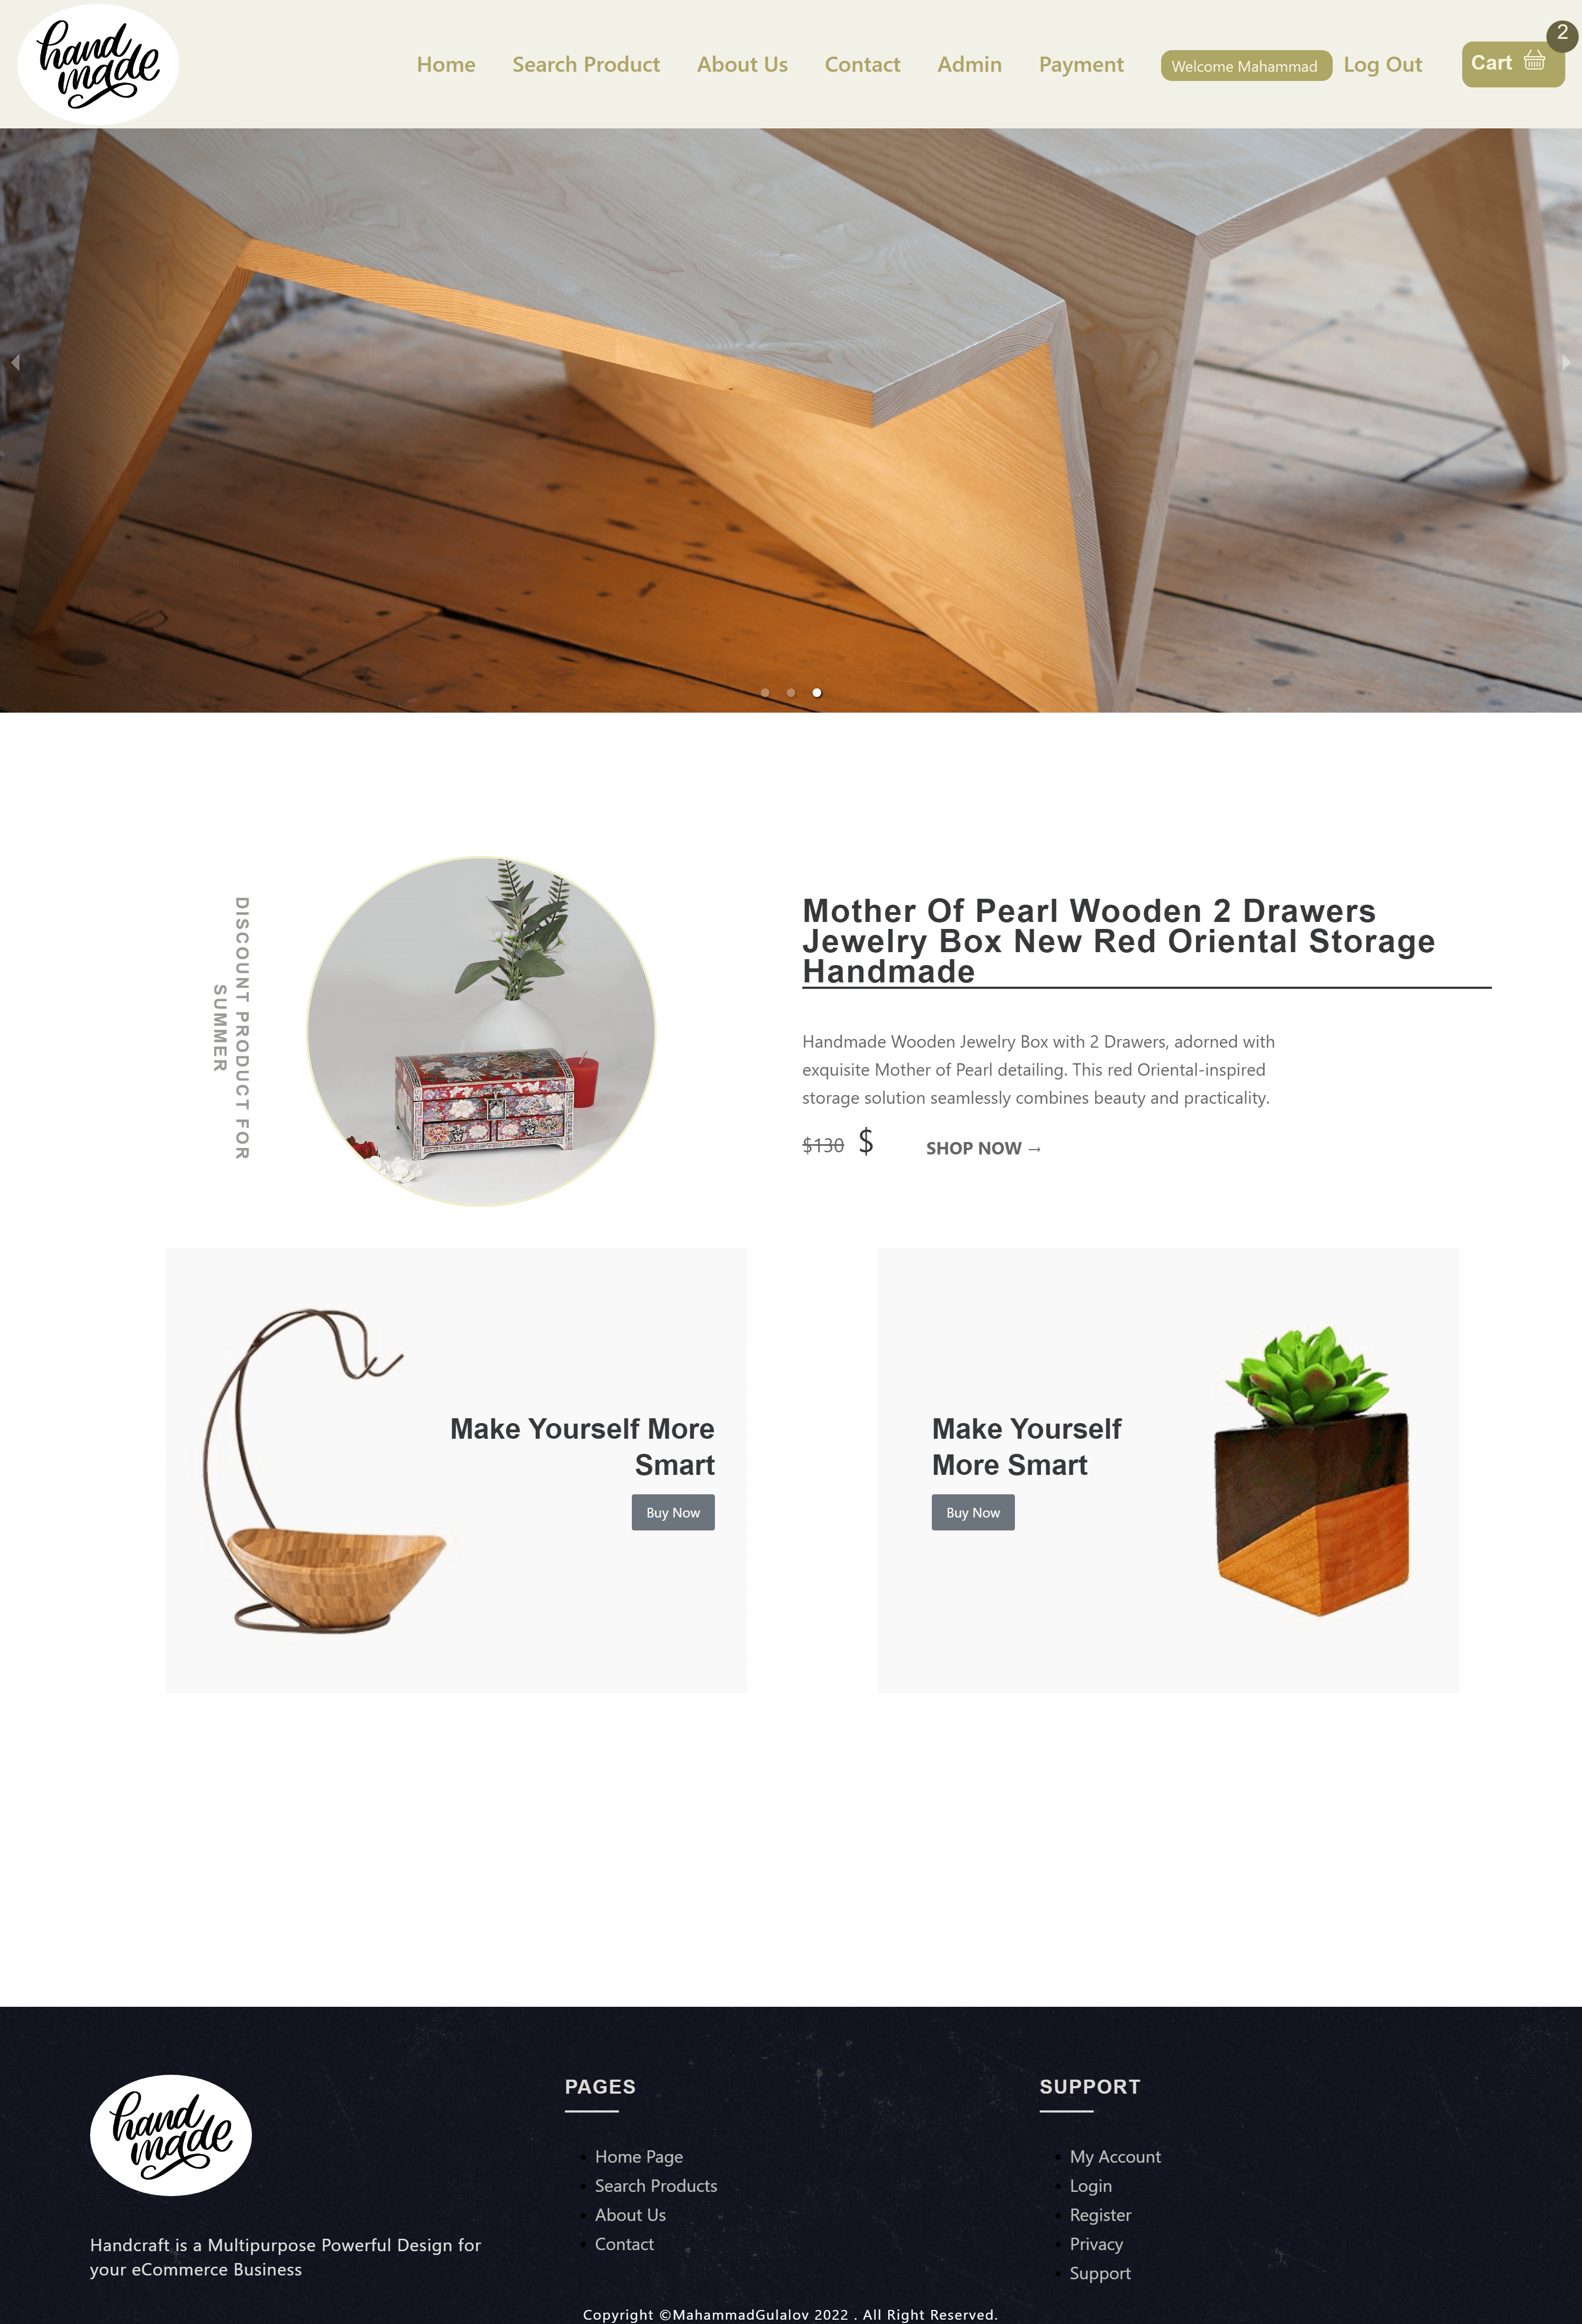 hand
made
Home Search Product About Us Contact Admin Payment Welcome Mahammad Log Out Cart 2
DISCOUNT PRODUCT FOR
SUMMER
Mother Of Pearl Wooden 2 Drawers
Jewelry Box New Red Oriental Storage
Handmade
Handmade Wooden Jewelry Box with 2 Drawers, adorned with
exquisite Mother of Pearl detailing. This red Oriental-inspired
storage solution seamlessly combines beauty and practicality.
$130 $ SHOP NOW →
Make Yourself More
Smart
Buy Now
Make Yourself
More Smart
Buy Now
hand
made
Handcraft is a Multipurpose Powerful Design for
your eCommerce Business
PAGES
Home Page
Search Products
About Us
Contact
SUPPORT
My Account
Login
Register
Privacy
Support
Copyright ©MahammadGulalov 2022 . All Right Reserved.